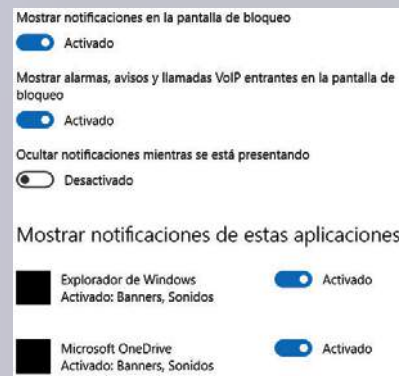 Mostrar notificaciones en la pantalla de bloqueo
Activado
Mostrar alarmas, avisos y llamadas VoIP entrantes en la pantalla de
bloqueo
Activado
Ocultar notificaciones mientras se está presentando
Desactivado
Mostrar notificaciones de estas aplicaciones
Explorador de Windows
Activado: Banners, Sonidos
Activado
Microsoft OneDrive
Activado: Banners, Sonidos
Activado